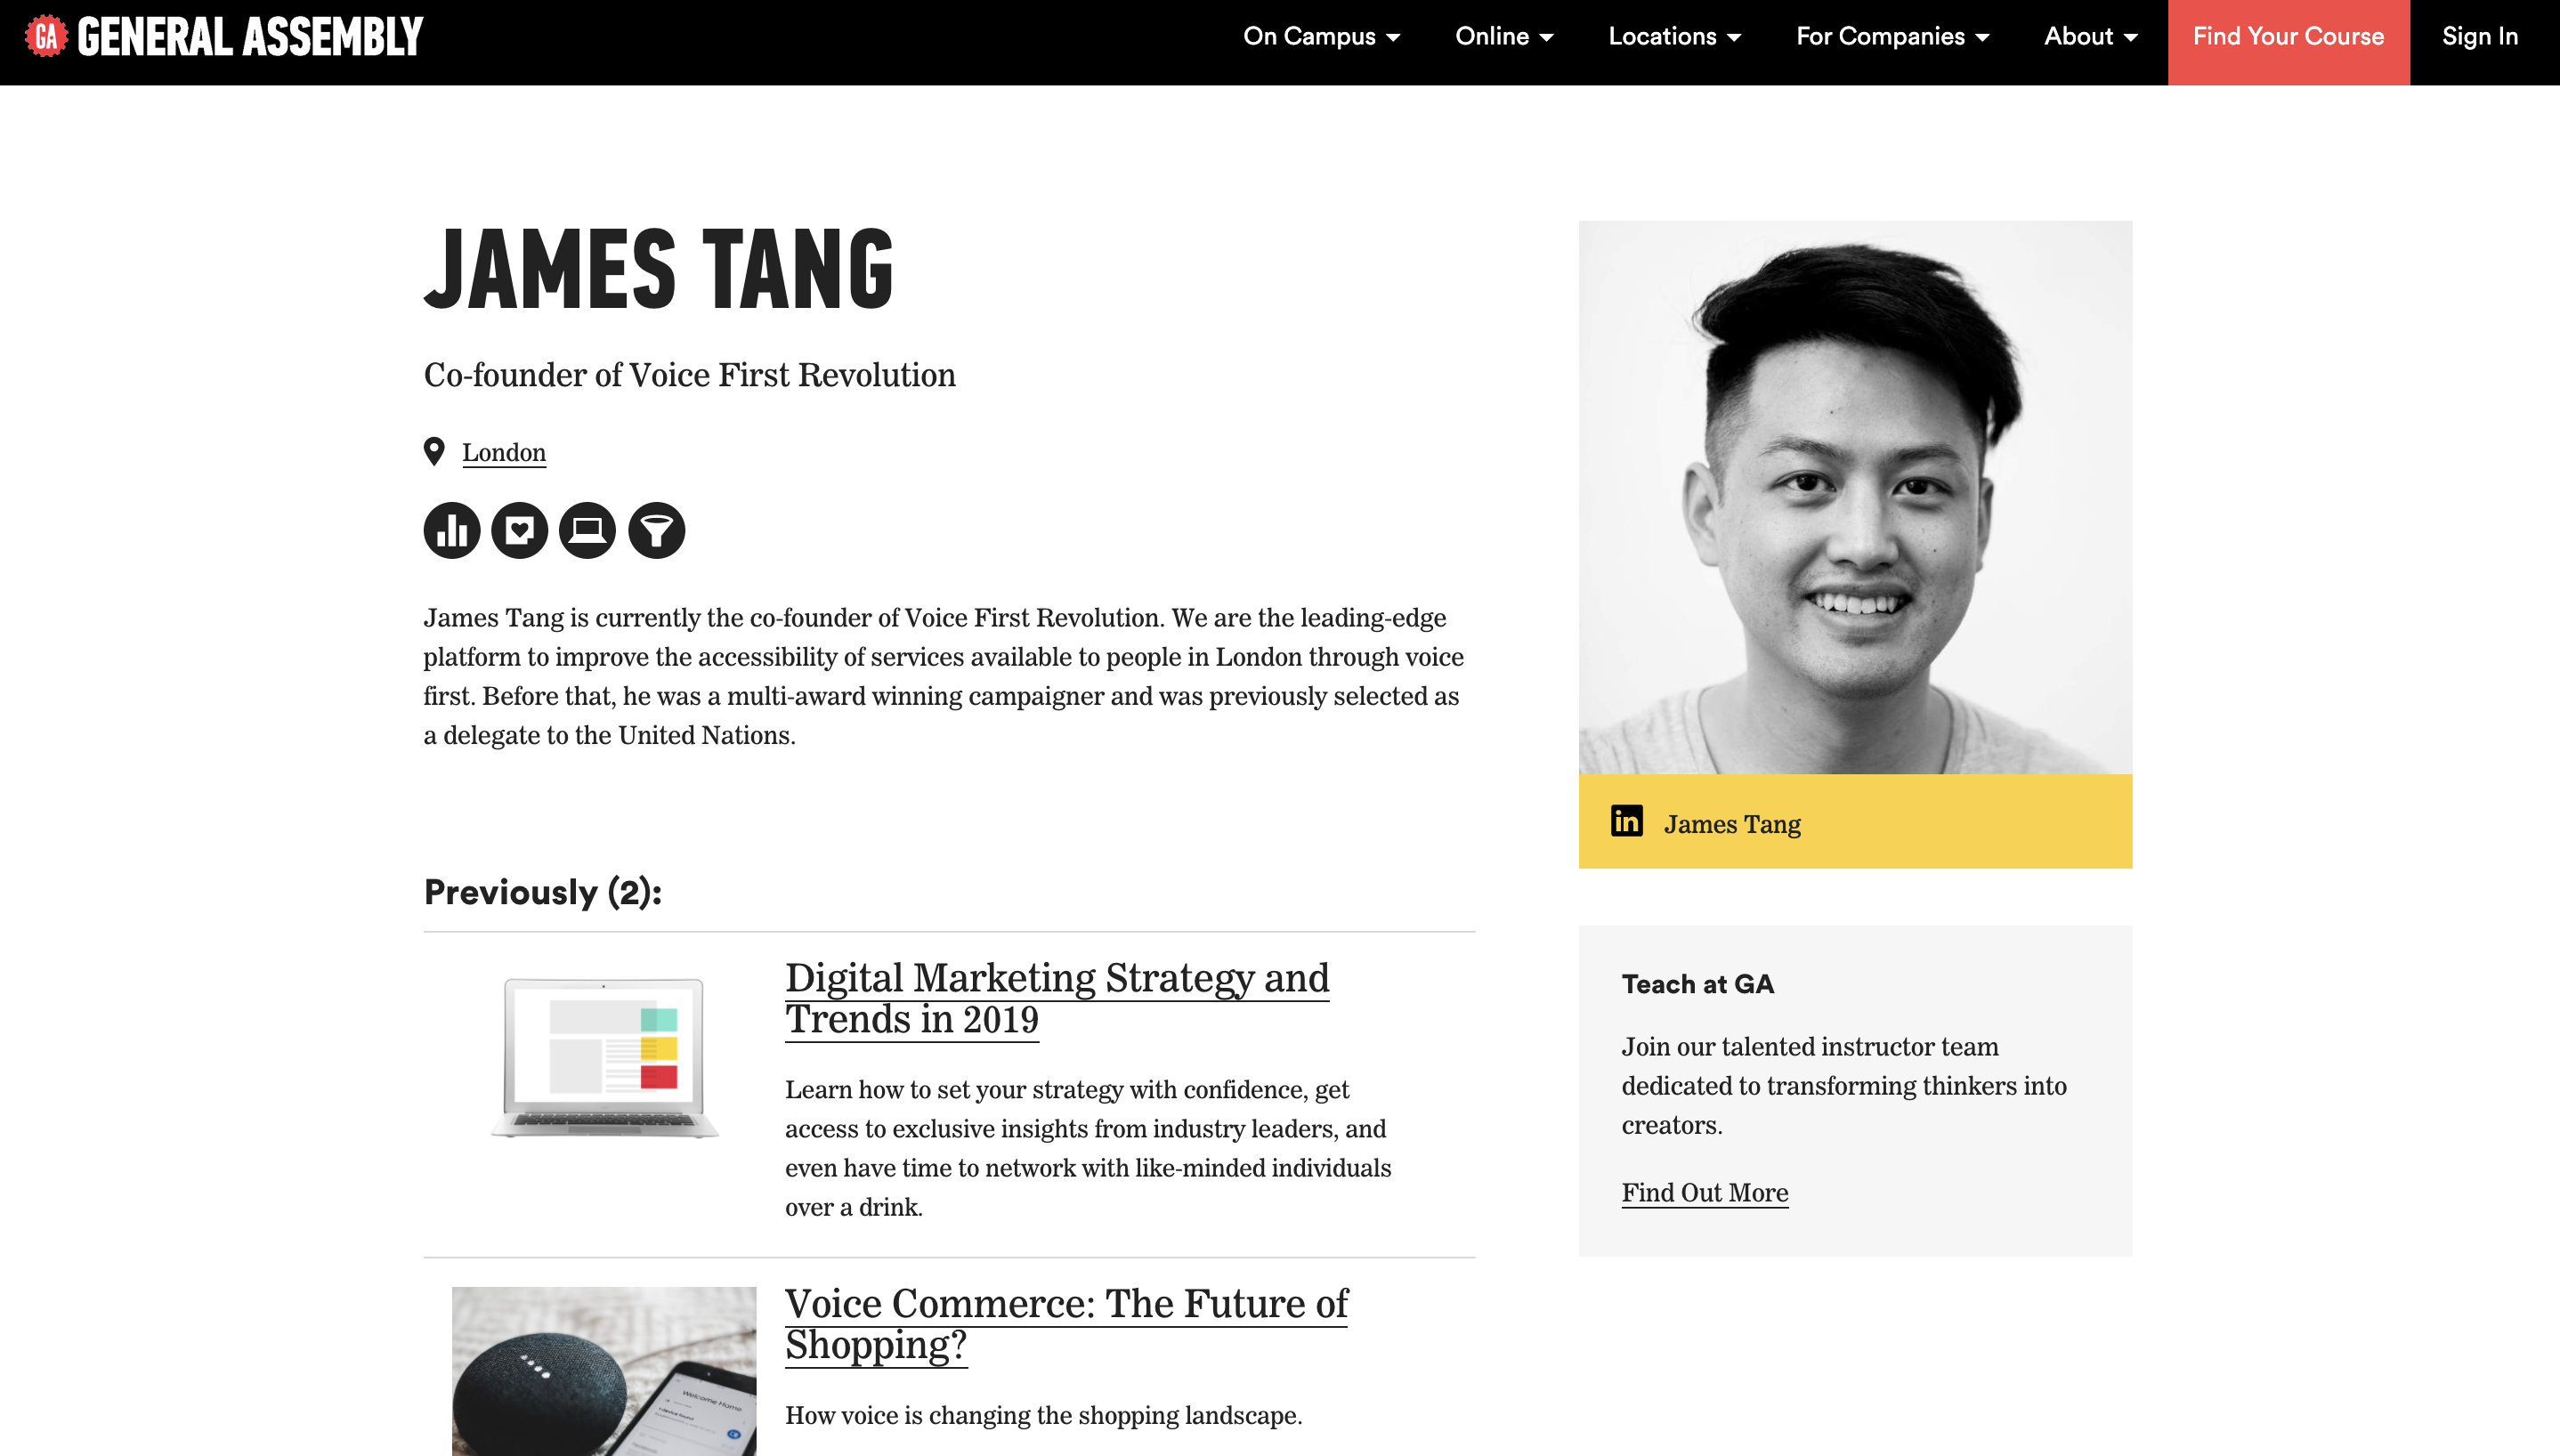 GA GENERAL ASSEMBLY
On Campus
Online
Locations
For Companies
About
Find Your Course
Sign In
JAMES TANG
Co-founder of Voice First Revolution
London
James Tang is currently the co-founder of Voice First Revolution. We are the leading-edge
platform to improve the accessibility of services available to people in London through voice
first. Before that, he was a multi-award winning campaigner and was previously selected as
a delegate to the United Nations.
in James Tang
Previously (2):
Digital Marketing Strategy and
Trends in 2019
Learn how to set your strategy with confidence, get
access to exclusive insights from industry leaders, and
even have time to network with like-minded individuals
over a drink.
Teach at GA
Join our talented instructor team
dedicated to transforming thinkers into
creators.
Find Out More
Voice Commerce: The Future of
Shopping?
How voice is changing the shopping landscape.
Welcome Home